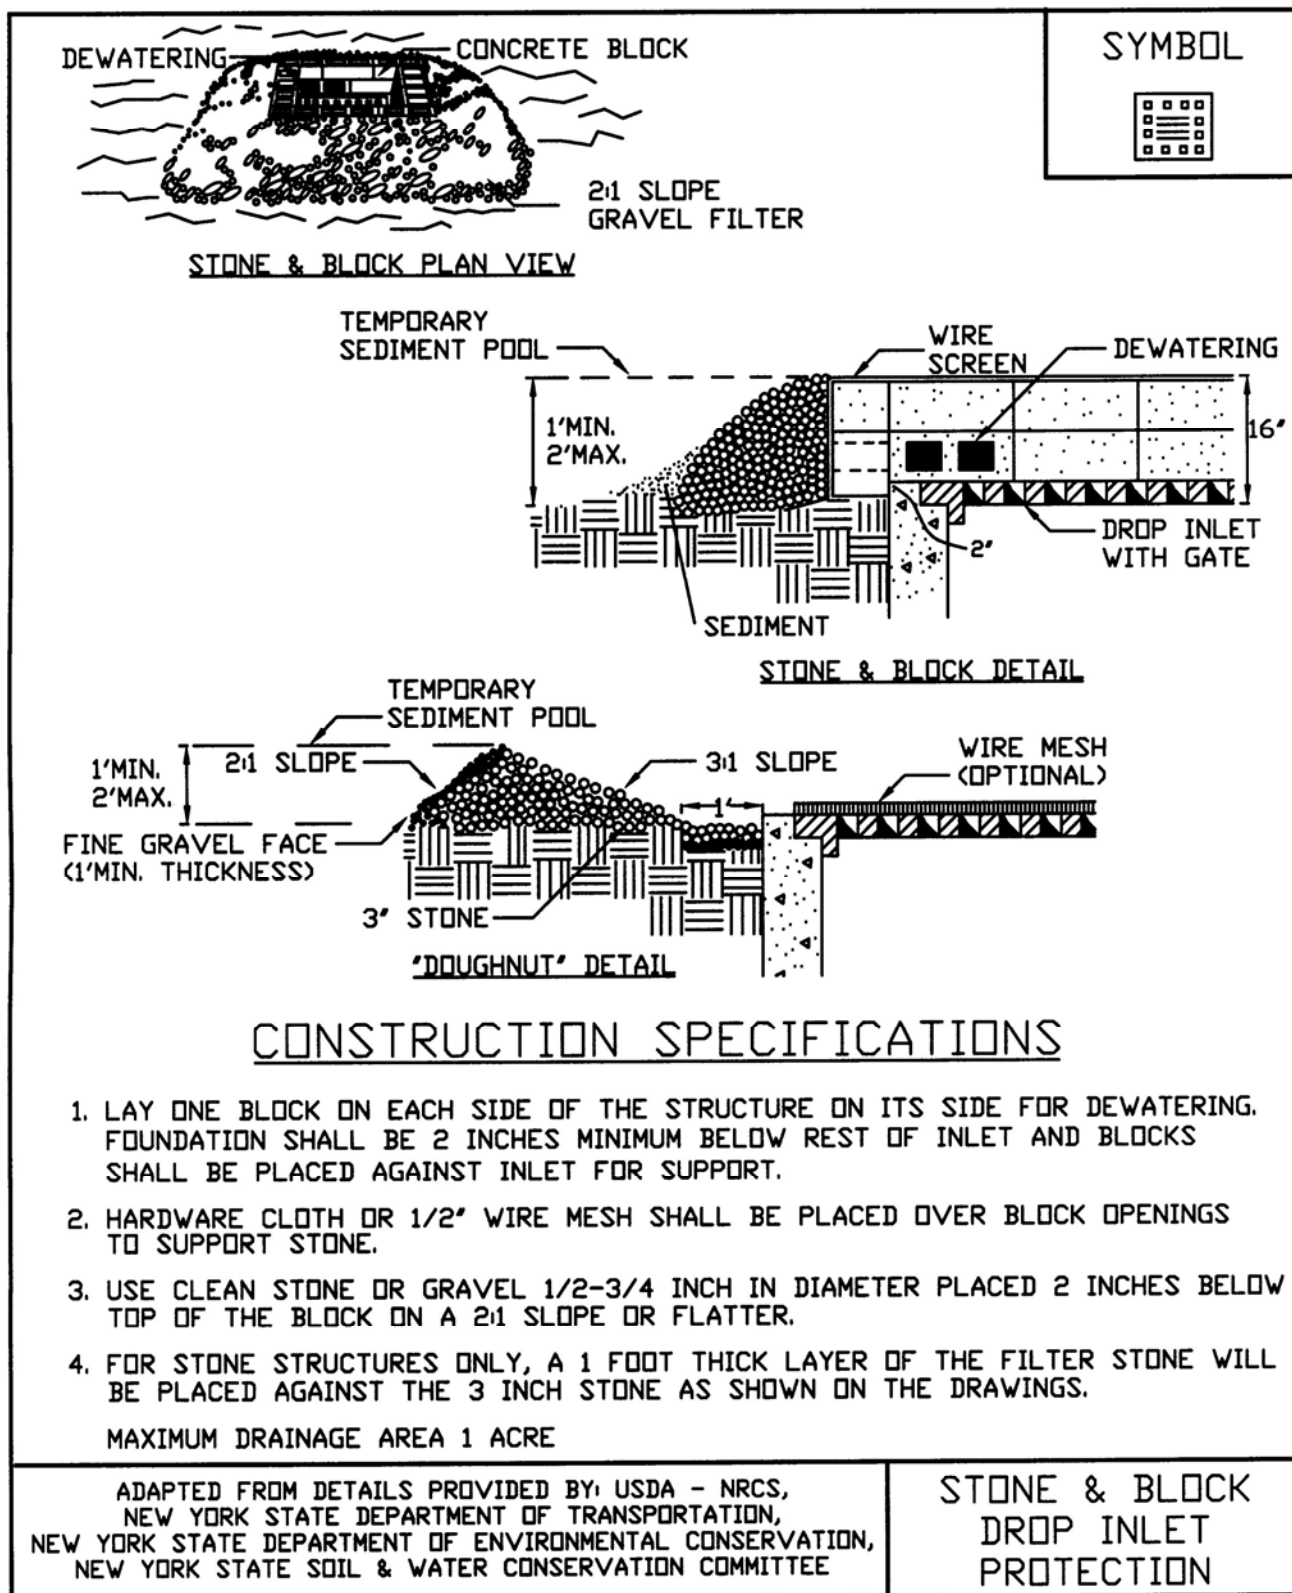 SYMBOL
DEWATERING
CONCRETE BLOCK
2:1 SLOPE
GRAVEL FILTER
STONE & BLOCK PLAN VIEW
TEMPORARY
SEDIMENT POOL
WIRE
SCREEN
DEWATERING
1'MIN.
2'MAX.
16"
2"
DROP INLET
WITH GATE
SEDIMENT
STONE & BLOCK DETAIL
TEMPORARY
SEDIMENT POOL
1'MIN.
2'MAX.
2:1 SLOPE
3:1 SLOPE
WIRE MESH
(OPTIONAL)
1'
FINE GRAVEL FACE
(1'MIN. THICKNESS)
3" STONE
"DOUGHNUT" DETAIL
CONSTRUCTION SPECIFICATIONS
1. LAY ONE BLOCK ON EACH SIDE OF THE STRUCTURE ON ITS SIDE FOR DEWATERING.
FOUNDATION SHALL BE 2 INCHES MINIMUM BELOW REST OF INLET AND BLOCKS
SHALL BE PLACED AGAINST INLET FOR SUPPORT.
2. HARDWARE CLOTH OR 1/2" WIRE MESH SHALL BE PLACED OVER BLOCK OPENINGS
TO SUPPORT STONE.
3. USE CLEAN STONE OR GRAVEL 1/2-3/4 INCH IN DIAMETER PLACED 2 INCHES BELOW
TOP OF THE BLOCK ON A 2:1 SLOPE OR FLATTER.
4. FOR STONE STRUCTURES ONLY, A 1 FOOT THICK LAYER OF THE FILTER STONE WILL
BE PLACED AGAINST THE 3 INCH STONE AS SHOWN ON THE DRAWINGS.
MAXIMUM DRAINAGE AREA 1 ACRE
ADAPTED FROM DETAILS PROVIDED BY: USDA - NRCS,
NEW YORK STATE DEPARTMENT OF TRANSPORTATION,
NEW YORK STATE DEPARTMENT OF ENVIRONMENTAL CONSERVATION,
NEW YORK STATE SOIL & WATER CONSERVATION COMMITTEE
STONE & BLOCK
DROP INLET
PROTECTION